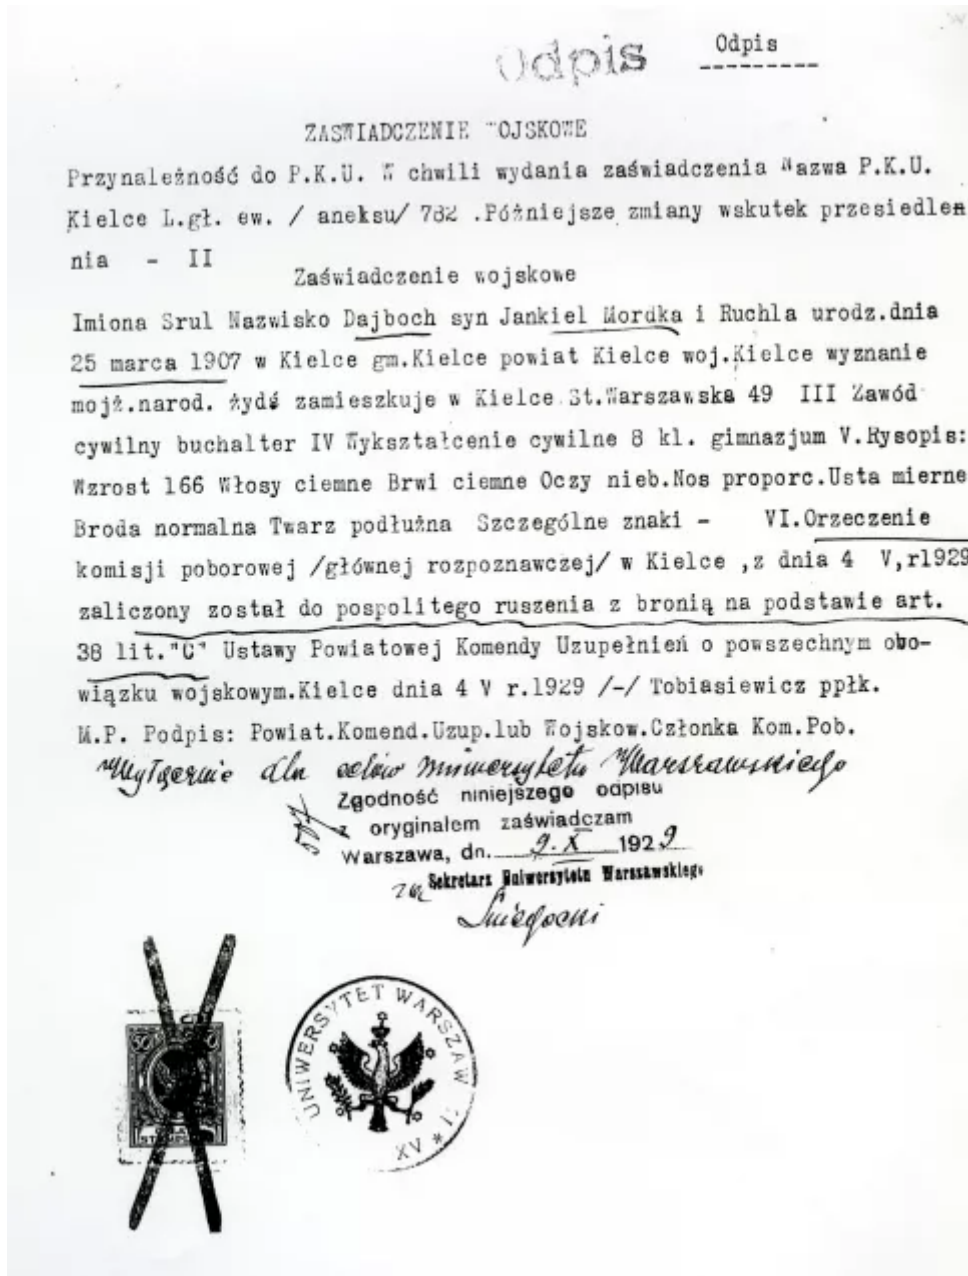 Odpis
Odpis
ZAŚWIADCZENIE WOJSKOWE
Przynależność do P.K.U. W chwili wydania zaświadczenia Nazwa P.K.U.
Kielce L.gł. ew. / aneksu/ 782 .Późniejsze zmiany wskutek przesiedlen
nia - II
Zaświadczenie wojskowe
Imiona Srul Nazwisko Dajboch syn Jankiel Mordka i Ruchla urodz.dnia
25 marca 1907 w Kielce gm.Kielce powiat Kielce woj.Kielce wyznanie
mojż.narod. żydś zamieszkuje w Kielce St.Warszawska 49 III Zawód
cywilny buchalter IV Wykształcenie cywilne 8 kl. gimnazjum V.Rysopis:
Wzrost 166 Włosy ciemne Brwi ciemne Oczy nieb.Nos proporc.Usta mierne
Broda normalna Twarz podłużna Szczególne znaki - VI.Orzeczenie
komisji poborowej /głównej rozpoznawczej/ w Kielce ,z dnia 4 V,r1929
zaliczony został do pospolitego ruszenia z bronią na podstawie art.
38 lit."C" Ustawy Powiatowej Komendy Uzupełnień o powszechnym obo-
wiązku wojskowym.Kielce dnia 4 V r.1929 /-/ Tobiasiewicz ppłk.
M.P. Podpis: Powiat.Komend.Uzup.lub Wojskow.Członka Kom.Pob.
Wyłącznie dla celów Uniwersytetu Warszawskiego
Zgodność niniejszego odpisu
z oryginałem zaświadczam
Warszawa, dn. 9.X 1929
za Sekretarz Uniwersytetu Warszawskiego
Śniegocki
50
UNIWERSYTET WARSZAW * XV